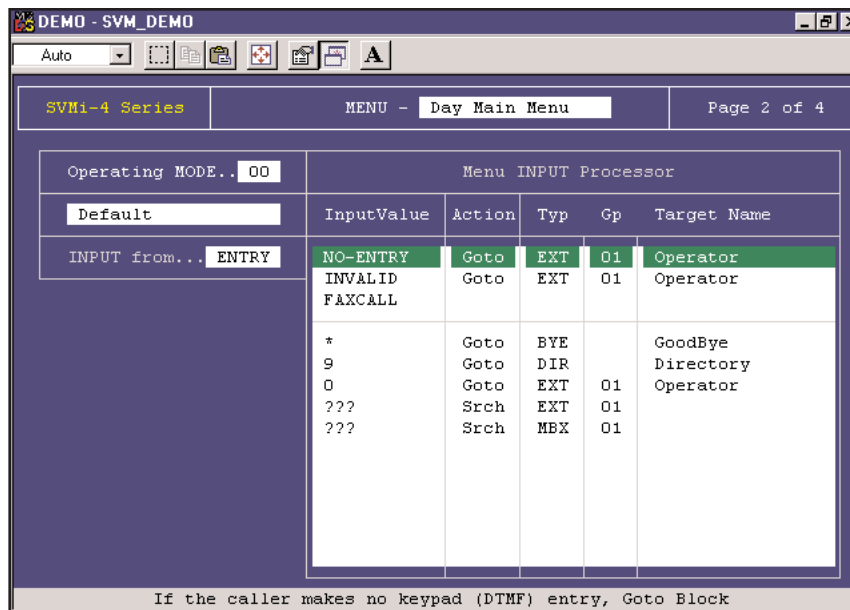 DEMO - SVM_DEMO
Auto
A
SVMi-4 Series
MENU - Day Main Menu
Page 2 of 4
Operating MODE.. 00
Default
INPUT from... ENTRY
Menu INPUT Processor
InputValue Action Typ Gp Target Name
NO-ENTRY Goto EXT 01 Operator
INVALID Goto EXT 01 Operator
FAXCALL
* Goto BYE GoodBye
9 Goto DIR Directory
0 Goto EXT 01 Operator
??? Srch EXT 01
??? Srch MBX 01
If the caller makes no keypad (DTMF) entry, Goto Block